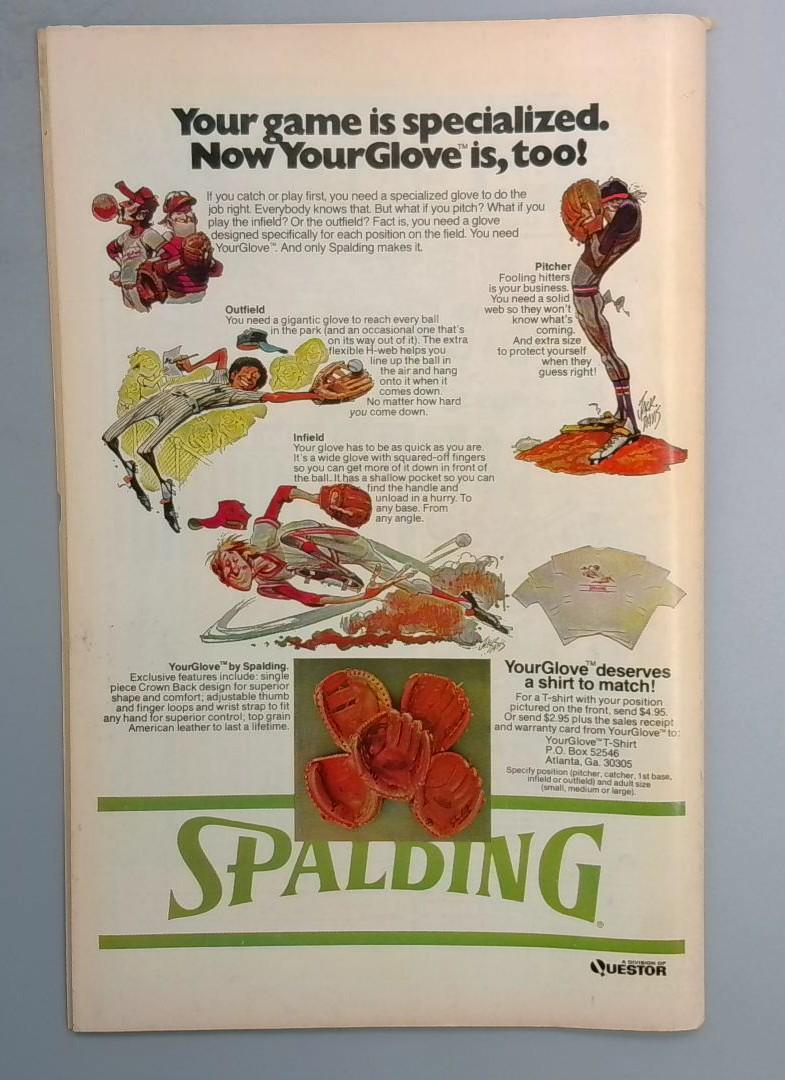 Your game is specialized.
Now YourGlove™ is, too!
If you catch or play first, you need a specialized glove to do the
job right. Everybody knows that. But what if you pitch? What if you
play the infield? Or the outfield? Fact is, you need a glove
designed specifically for each position on the field. You need
YourGlove™. And only Spalding makes it.
Pitcher
Fooling hitters
is your business.
You need a solid
web so they won't
know what's
coming.
And extra size
to protect yourself
when they
guess right!
JACK
DAVIS
Outfield
You need a gigantic glove to reach every ball
in the park (and an occasional one that's
on its way out of it). The extra
flexible H-web helps you
line up the ball in
the air and hang
onto it when it
comes down.
No matter how hard
you come down.
Infield
Your glove has to be as quick as you are.
It's a wide glove with squared-off fingers
so you can get more of it down in front of
the ball. It has a shallow pocket so you can
find the handle and
unload in a hurry. To
any base. From
any angle.
YourGlove™ by Spalding.
Exclusive features include: single
piece Crown Back design for superior
shape and comfort; adjustable thumb
and finger loops and wrist strap to fit
any hand for superior control; top grain
American leather to last a lifetime.
YourGlove™ deserves
a shirt to match!
For a T-shirt with your position
pictured on the front, send $4.95.
Or send $2.95 plus the sales receipt
and warranty card from YourGlove™ to:
YourGlove™ T-Shirt
P.O. Box 52546
Atlanta, Ga. 30305
Specify position (pitcher, catcher, 1st base,
infield or outfield) and adult size
(small, medium or large).
SPALDING®
A DIVISION OF
QUESTOR